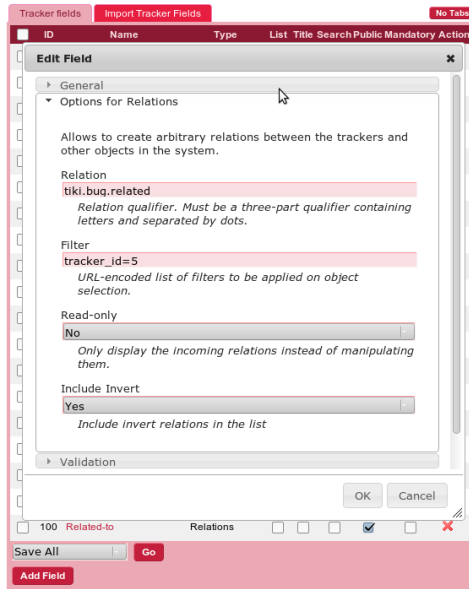 Tracker fields
Import Tracker Fields
No Tabs
ID Name Type List Title Search Public Mandatory Action
Edit Field
General
Options for Relations
Allows to create arbitrary relations between the trackers and
other objects in the system.
Relation
tiki.bug.related
Relation qualifier. Must be a three-part qualifier containing
letters and separated by dots.
Filter
tracker_id=5
URL-encoded list of filters to be applied on object
selection.
Read-only
No
Only display the incoming relations instead of manipulating
them.
Include Invert
Yes
Include invert relations in the list
Validation
OK Cancel
100 Related-to Relations
Save All Go
Add Field